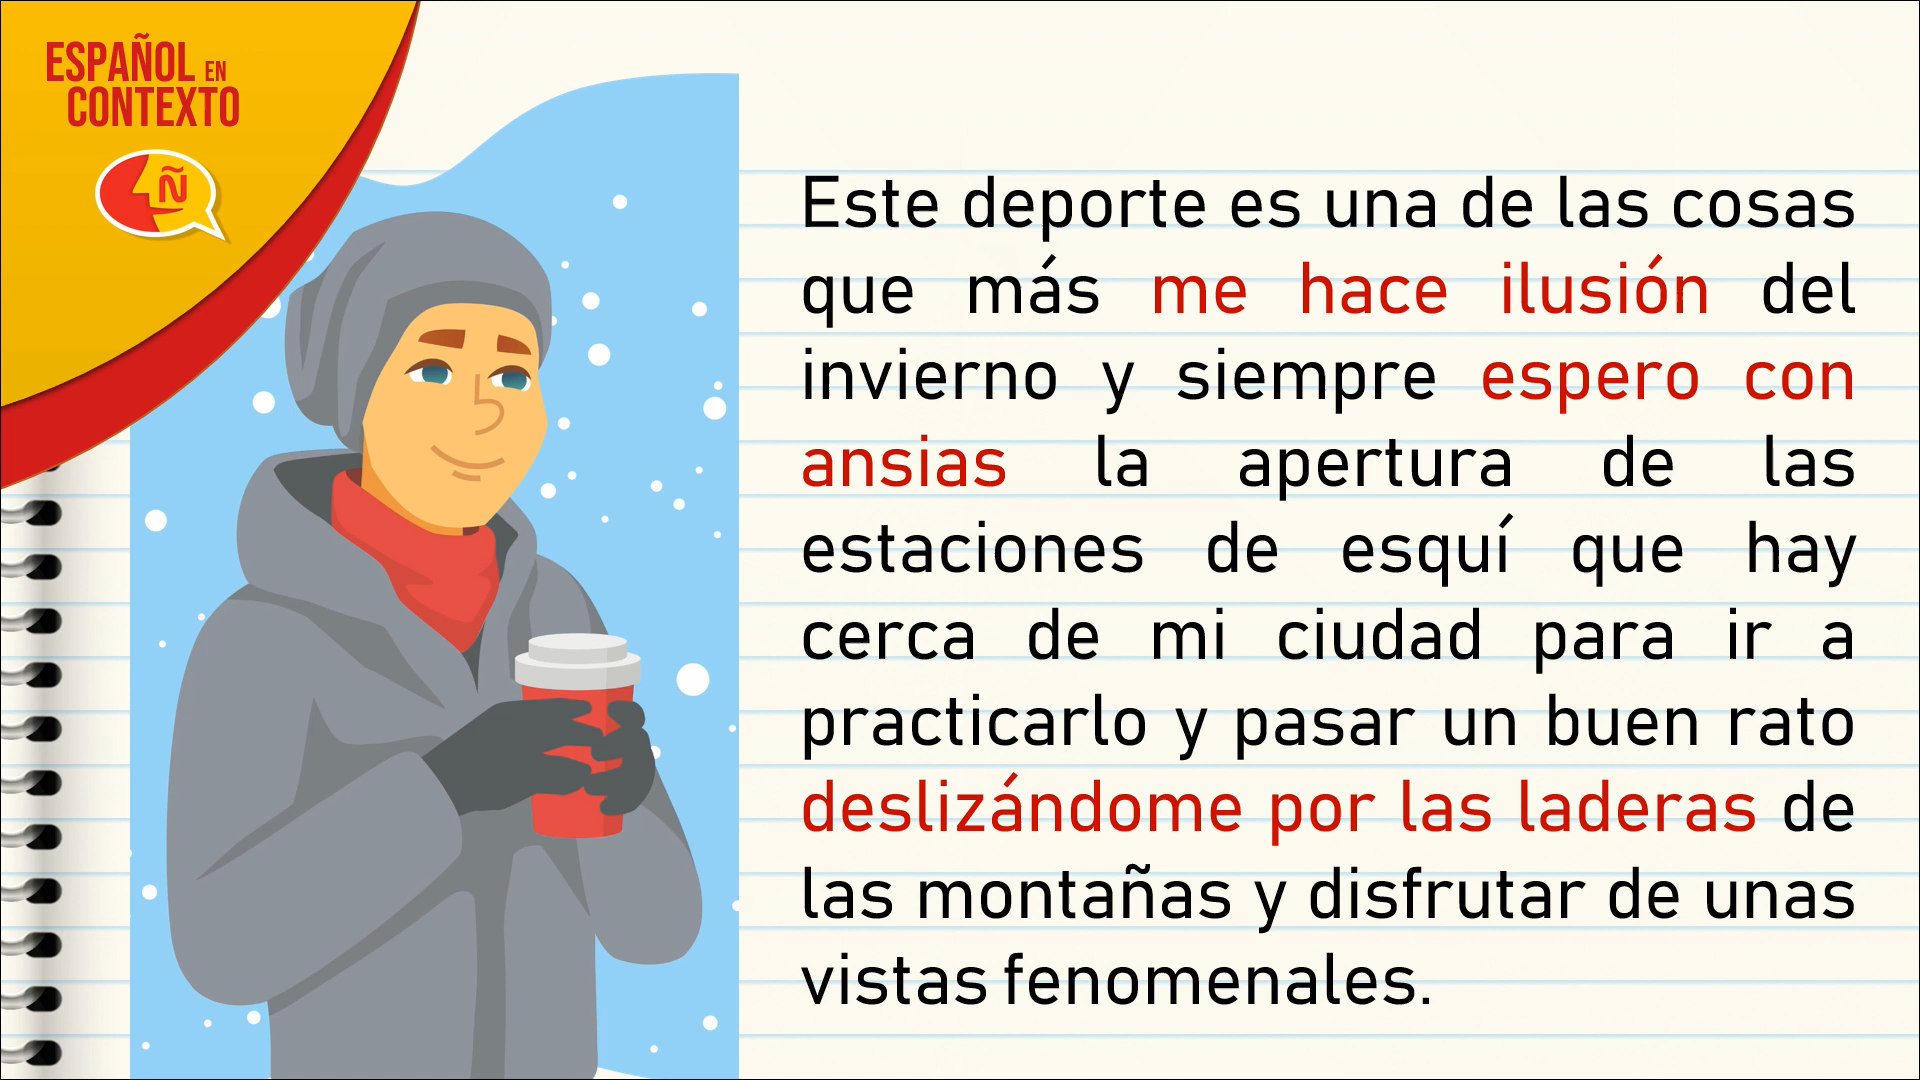 ESPAÑOL EN
CONTEXTO
Ñ
Este deporte es una de las cosas
que más me hace ilusión del
invierno y siempre espero con
ansias la apertura de las
estaciones de esquí que hay
cerca de mi ciudad para ir a
practicarlo y pasar un buen rato
deslizándome por las laderas de
las montañas y disfrutar de unas
vistas fenomenales.